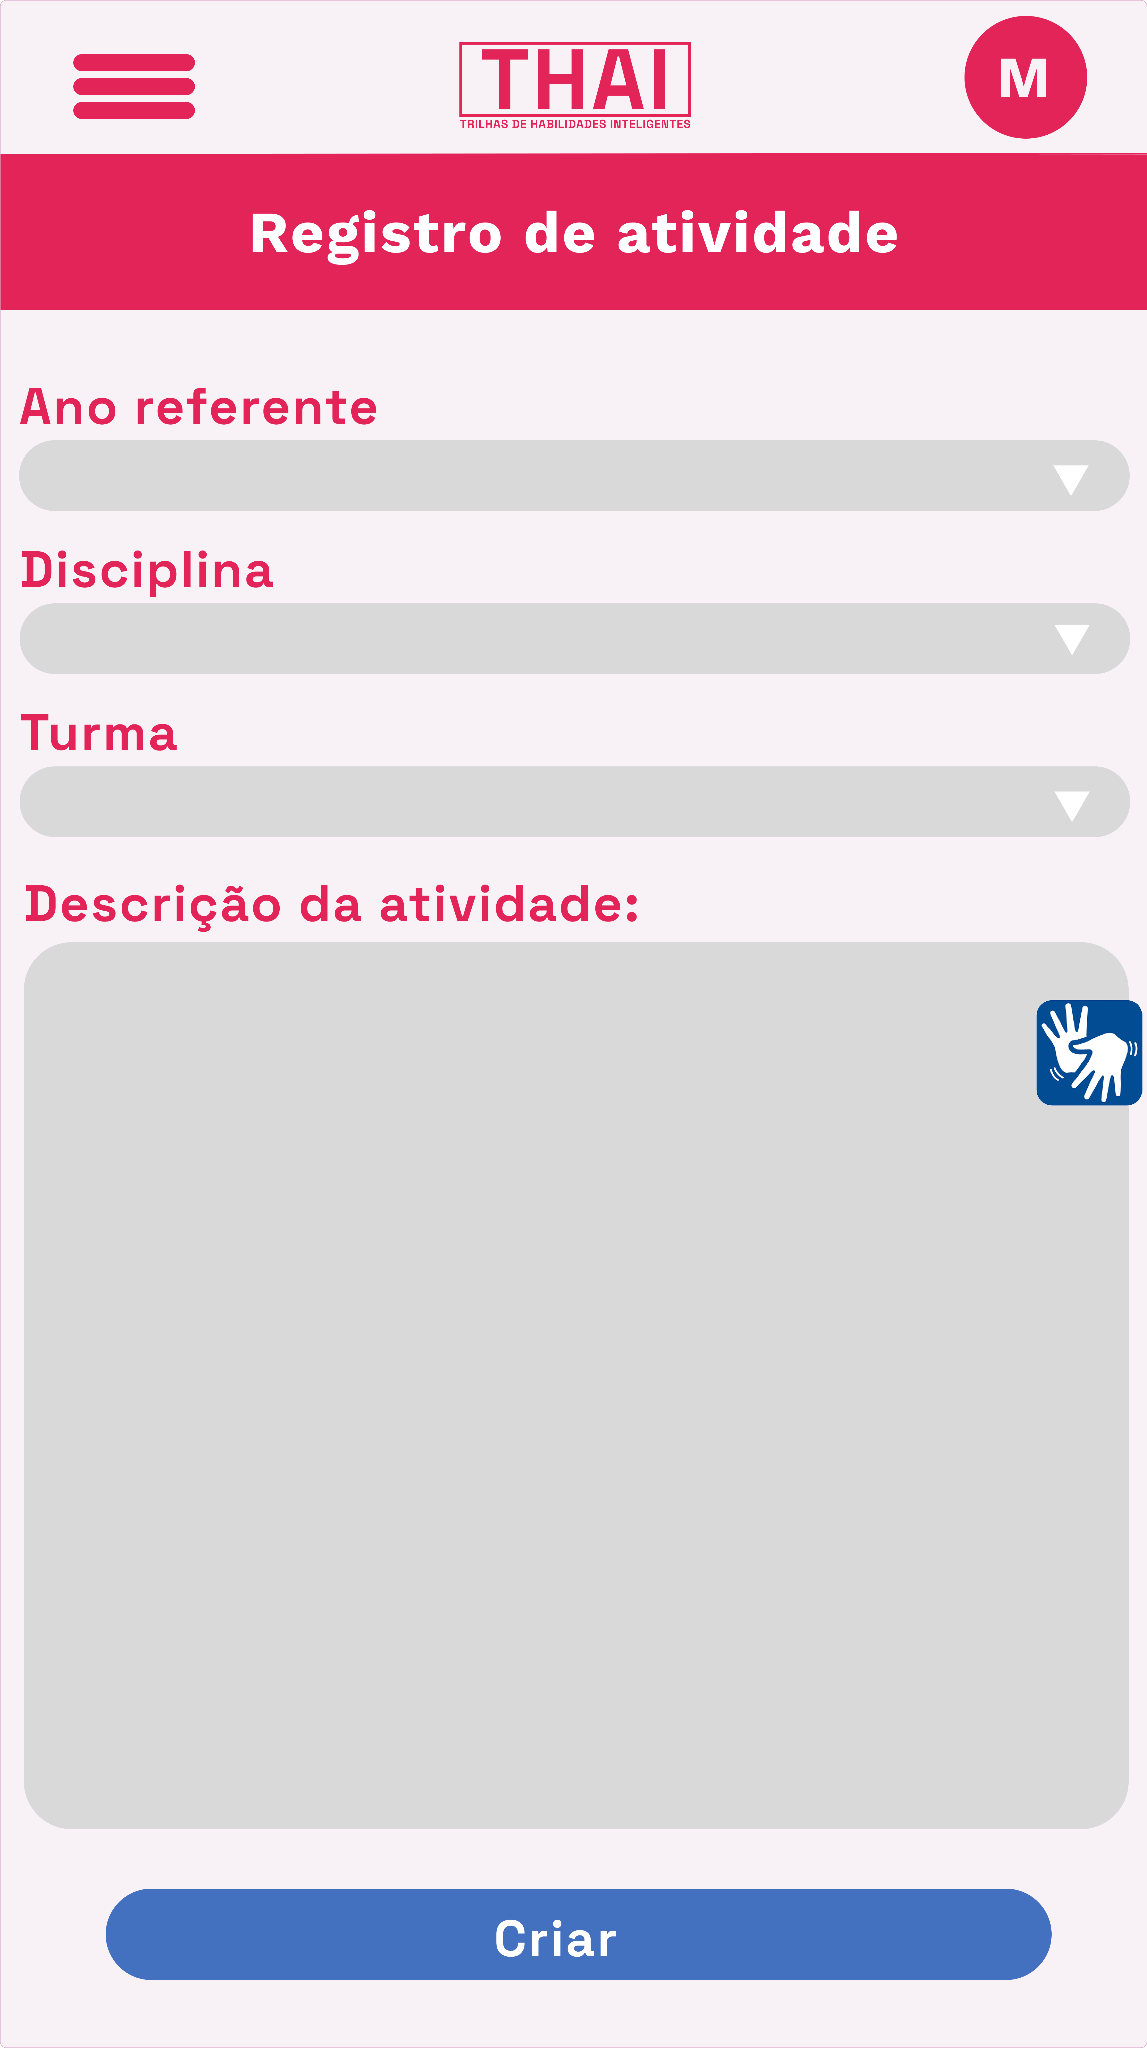 THAI
TRILHAS DE HABILIDADES INTELIGENTES
M
Registro de atividade
Ano referente
Disciplina
Turma
Descrição da atividade:
Criar